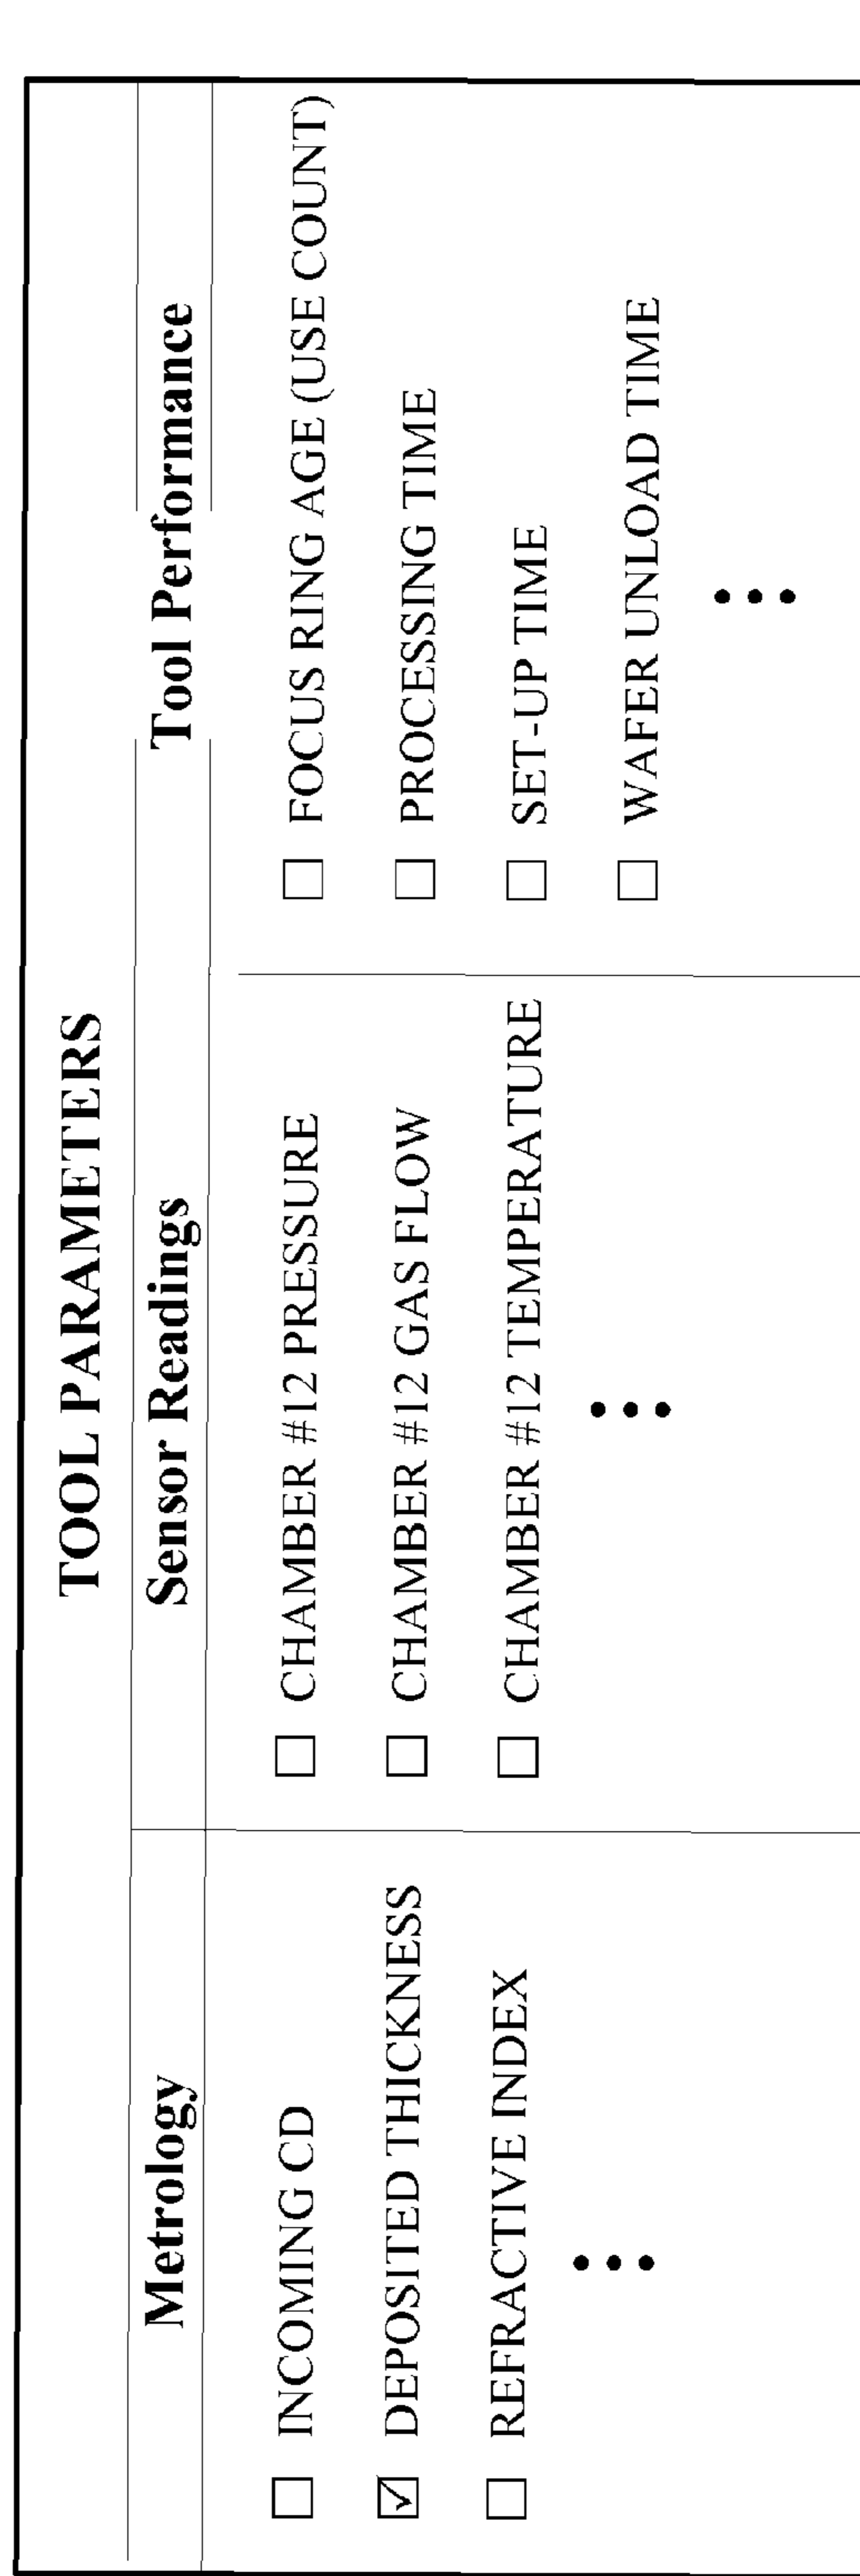 TOOL PARAMETERS
Metrology
INCOMING CD
DEPOSITED THICKNESS
REFRACTIVE INDEX
Sensor Readings
CHAMBER #12 PRESSURE
CHAMBER #12 GAS FLOW
CHAMBER #12 TEMPERATURE
Tool Performance
FOCUS RING AGE (USE COUNT)
PROCESSING TIME
SET-UP TIME
WAFER UNLOAD TIME